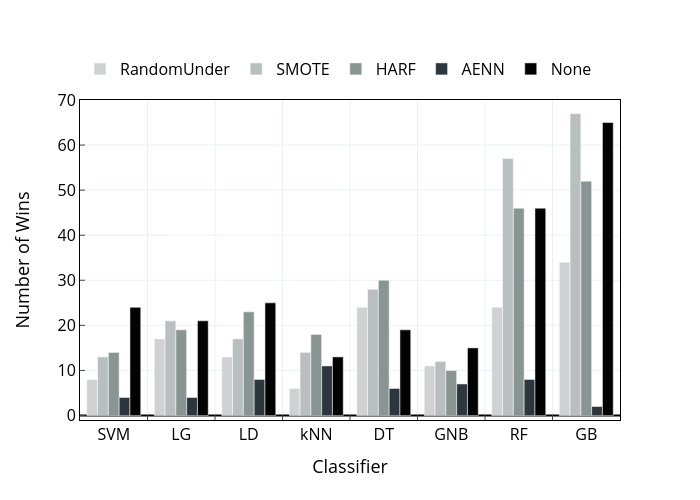 RandomUnder SMOTE HARF AENN None
70
60
50
40
30
20
10
0
Number of Wins
SVM LG LD kNN DT GNB RF GB
Classifier